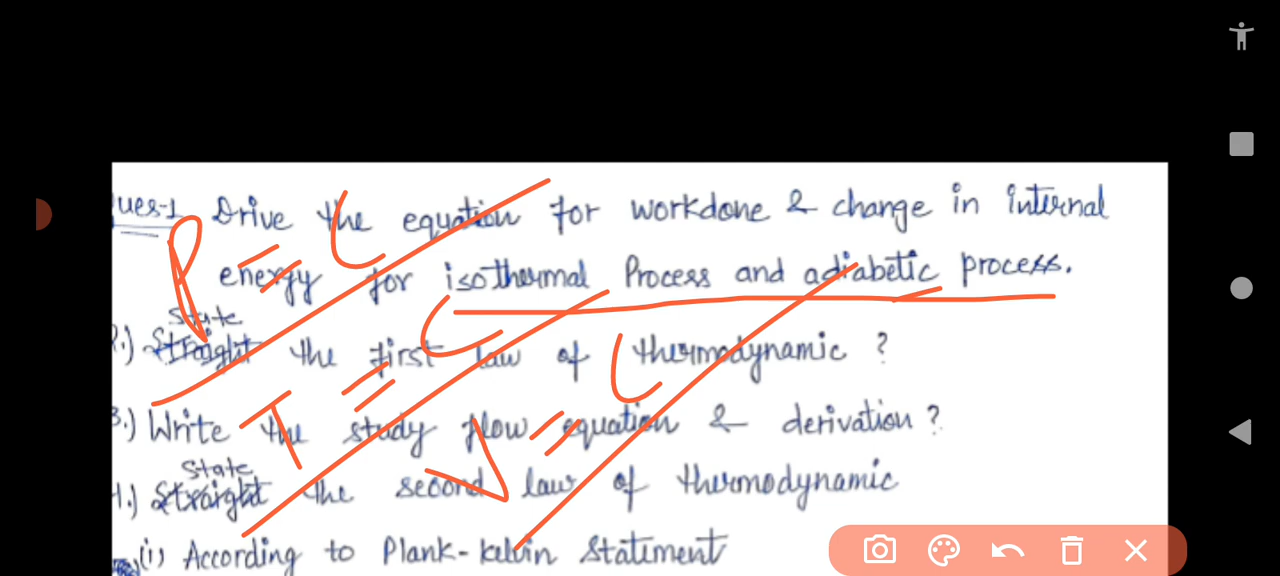 ues-1 Drive the equation for workdone & change in internal
energy for isothermal Process and adiabetic process.
State
2.) Straight the first law of thermodynamic ?
3.) Write the study flow equation & derivation ?
State
4.) Straight the second law of thermodynamic
(i) According to Plank-kelvin Statement
P = C
T = C
V = C